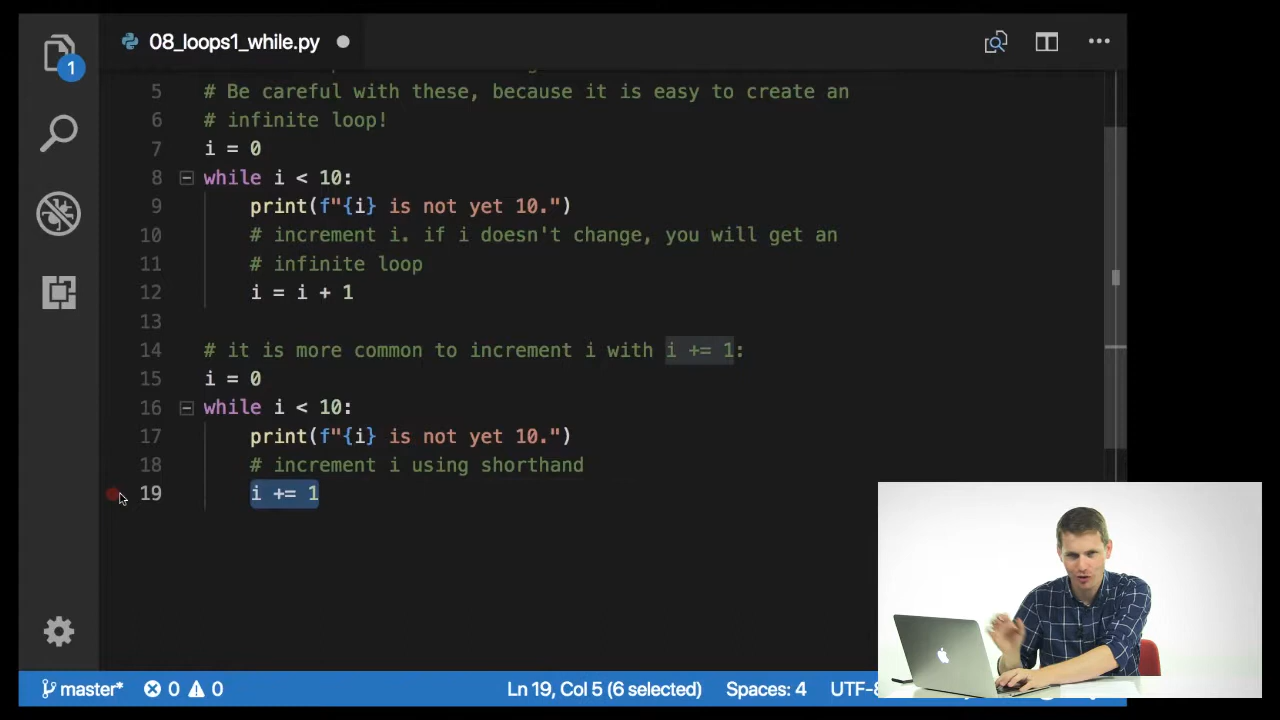 08_loops1_while.py
1
5 # Be careful with these, because it is easy to create an
6 # infinite loop!
7 i = 0
8 while i < 10:
9 print(f"{i} is not yet 10.")
10 # increment i. if i doesn't change, you will get an
11 # infinite loop
12 i = i + 1
13
14 # it is more common to increment i with i += 1:
15 i = 0
16 while i < 10:
17 print(f"{i} is not yet 10.")
18 # increment i using shorthand
19 i += 1
master* 0 0 Ln 19, Col 5 (6 selected) Spaces: 4